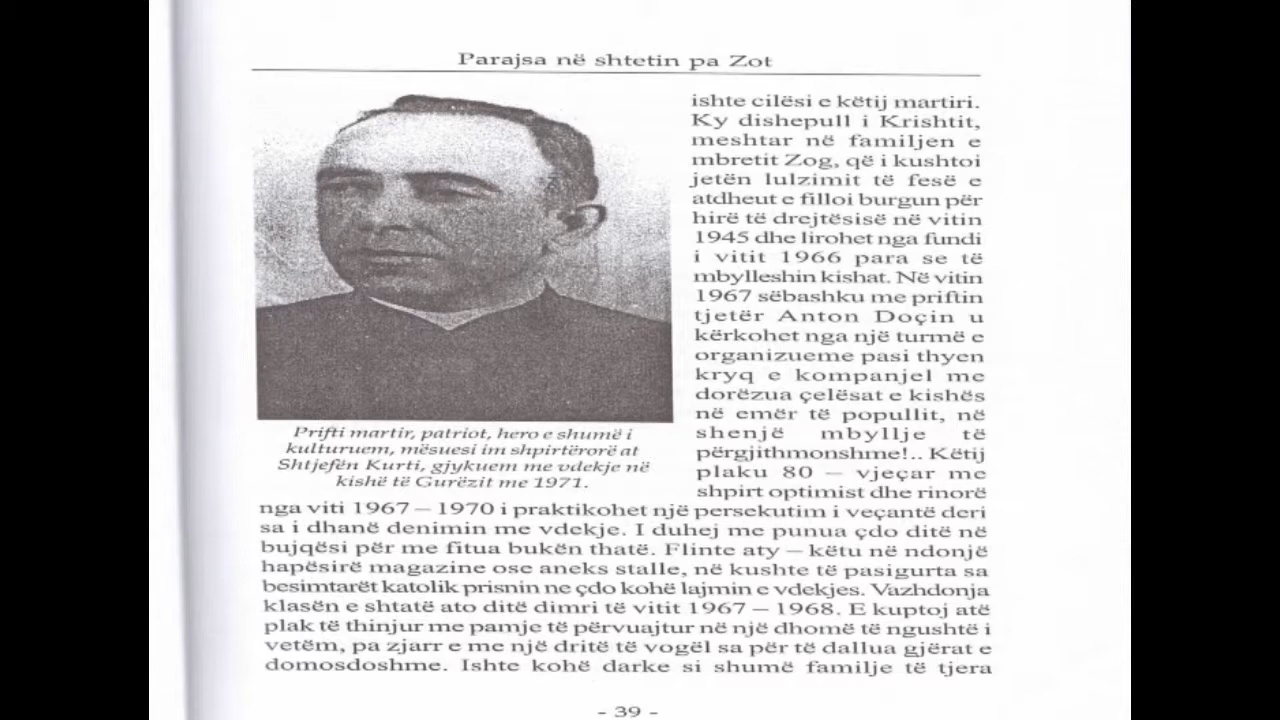 Parajsa në shtetin pa Zot
Prifti martir, patriot, hero e shumë i
kulturuem, mësuesi im shpirtërorë at
Shtjefën Kurti, gjykuem me vdekje në
kishë të Gurëzit me 1971.
ishte cilësi e këtij martiri.
Ky dishepull i Krishtit,
meshtar në familjen e
mbretit Zog, që i kushtoi
jetën lulzimit të fesë e
atdheut e filloi burgun për
hirë të drejtësisë në vitin
1945 dhe lirohet nga fundi
i vitit 1966 para se të
mbylleshin kishat. Në vitin
1967 sëbashku me priftin
tjetër Anton Doçin u
kërkohet nga një turmë e
organizueme pasi thyen
kryq e kompanjel me
dorëzua çelësat e kishës
në emër të popullit, në
shenjë mbyllje të
përgjithmonshme!.. Këtij
plaku 80 – vjeçar me
shpirt optimist dhe rinorë
nga viti 1967 – 1970 i praktikohet një persekutim i veçantë deri
sa i dhanë denimin me vdekje. I duhej me punua çdo ditë në
bujqësi për me fitua bukën thatë. Flinte aty – këtu në ndonjë
hapësirë magazine ose aneks stalle, në kushte të pasigurta sa
besimtarët katolik prisnin ne çdo kohë lajmin e vdekjes. Vazhdonja
klasën e shtatë ato ditë dimri të vitit 1967 – 1968. E kuptoj atë
plak të thinjur me pamje të përvuajtur në një dhomë të ngushtë i
vetëm, pa zjarr e me një dritë të vogël sa për të dallua gjërat e
domosdoshme. Ishte kohë darke si shumë familje të tjera
- 39 -